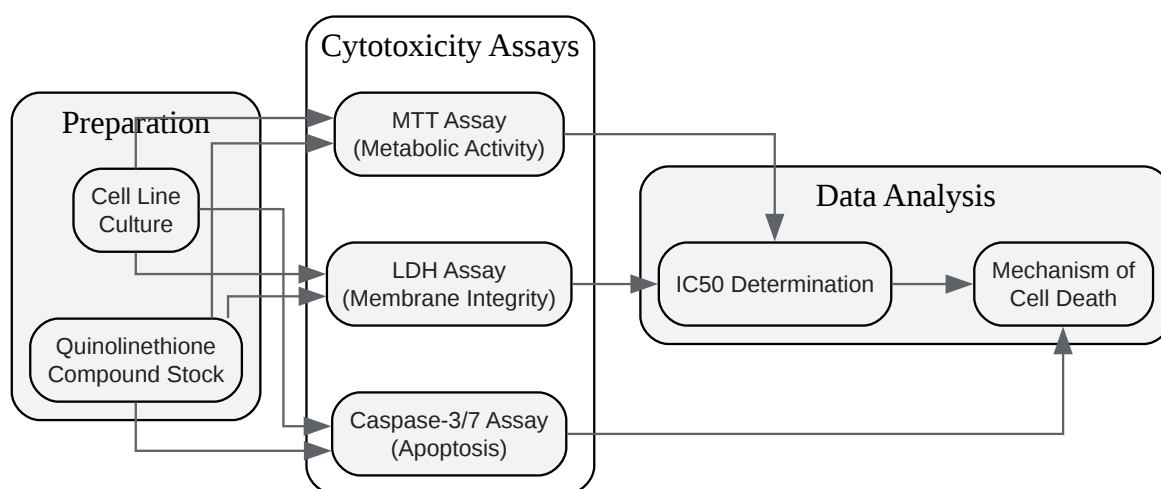 Preparation
Cell Line
Culture
Quinolinethione
Compound Stock
Cytotoxicity Assays
MTT Assay
(Metabolic Activity)
LDH Assay
(Membrane Integrity)
Caspase-3/7 Assay
(Apoptosis)
Data Analysis
IC50 Determination
Mechanism of
Cell Death